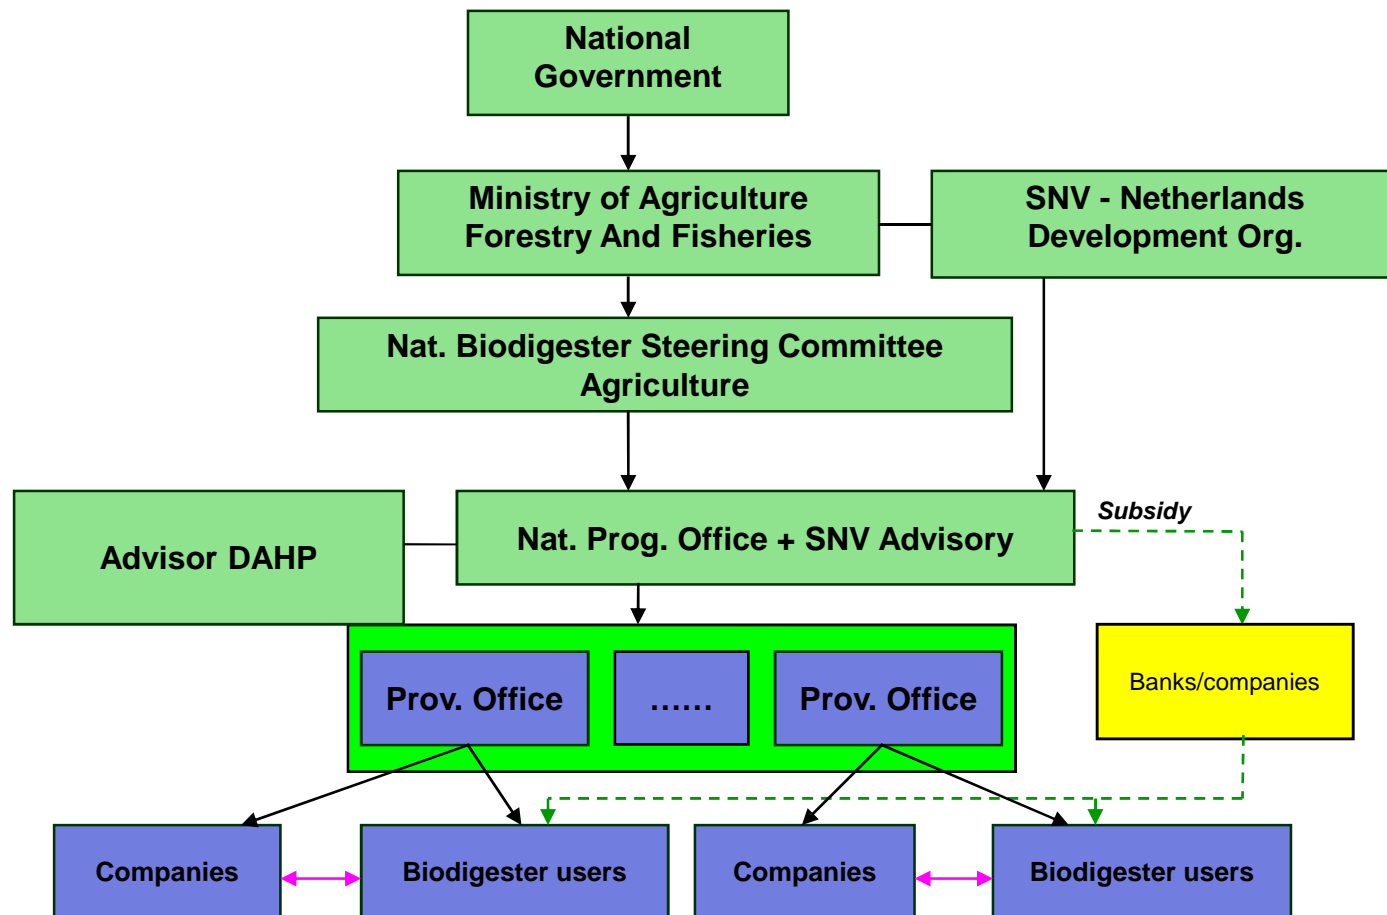 National
Government
Ministry of Agriculture
Forestry And Fisheries
SNV - Netherlands
Development Org.
Nat. Biodigester Steering Committee
Agriculture
Advisor DAHP
Nat. Prog. Office + SNV Advisory
Subsidy
Prov. Office
......
Prov. Office
Banks/companies
Companies
Biodigester users
Companies
Biodigester users